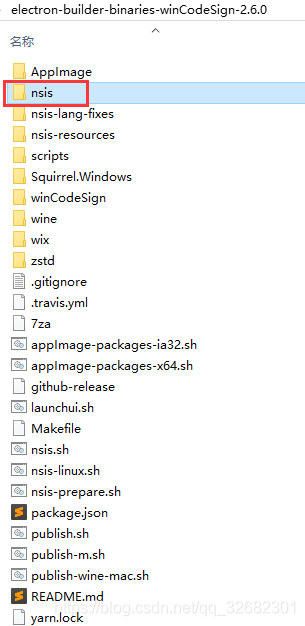 electron-builder-binaries-winCodeSign-2.6.0
名称
AppImage
nsis
nsis-lang-fixes
nsis-resources
scripts
Squirrel.Windows
winCodeSign
wine
wix
zstd
.gitignore
.travis.yml
7za
appImage-packages-ia32.sh
appImage-packages-x64.sh
github-release
launchui.sh
Makefile
nsis.sh
nsis-linux.sh
nsis-prepare.sh
package.json
publish.sh
publish-m.sh
publish-wine-mac.sh
README.md
https://blog.csdn.net/qq_32682301
yarn.lock